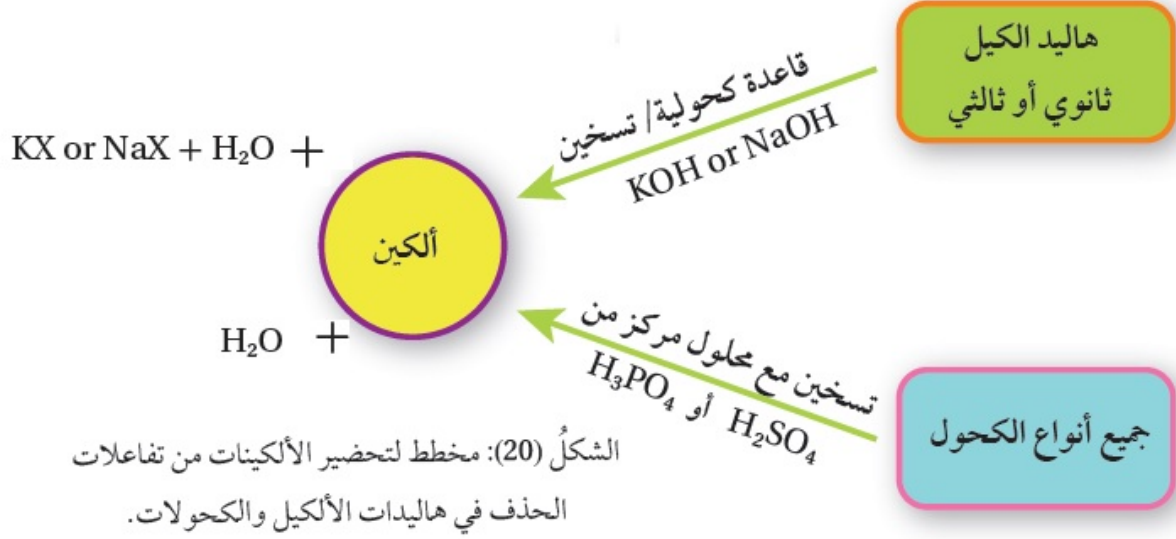 هاليد الكيل
ثانوي أو ثالثي
قاعدة كحولية/ تسخين
KOH or NaOH
KX or NaX + H₂O +
ألكين
H₂O +
تسخين مع محلول مركز من
H₂SO₄ أو H₃PO₄
جميع أنواع الكحول
الشكلُ (20): مخطط لتحضير الألكينات من تفاعلات
الحذف في هاليدات الألكيل والكحولات.